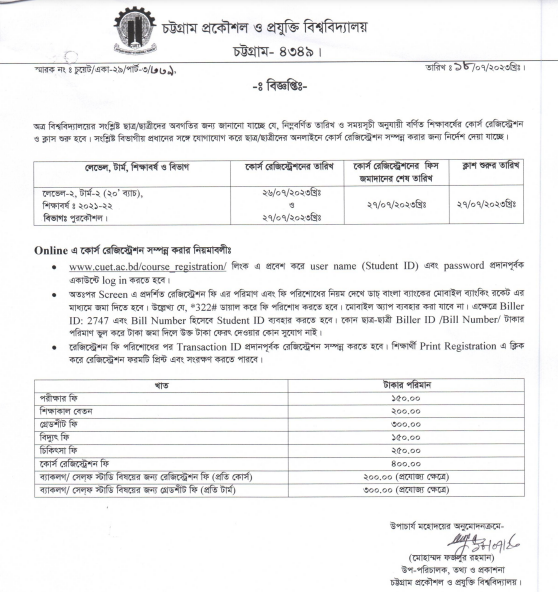 চট্টগ্রাম প্রকৌশল ও প্রযুক্তি বিশ্ববিদ্যালয়
চট্টগ্রাম- ৪৩৪৯।
স্মারক নং ঃ চুয়েট/একা-২৯/পার্ট-৩/৬৬৯,
তারিখ ঃ ১৮/০৭/২০২৩খ্রিঃ।
-ঃ বিজ্ঞপ্তিঃ-
অত্র বিশ্ববিদ্যালয়ের সংশ্লিষ্ট ছাত্র/ছাত্রীদের অবগতির জন্য জানানো যাচ্ছে যে, নিম্নবর্ণিত তারিখ ও সময়সূচী অনুযায়ী বর্ণিত শিক্ষাবর্ষের কোর্স রেজিস্ট্রেশন
ও ক্লাস শুরু হবে। সংশ্লিষ্ট বিভাগীয় প্রধানের সঙ্গে যোগাযোগ করে ছাত্র/ছাত্রীদের অনলাইনে কোর্স রেজিস্ট্রেশন সম্পন্ন করার জন্য নির্দেশ দেয়া যাচ্ছে।
লেভেল, টার্ম, শিক্ষাবর্ষ ও বিভাগ
কোর্স রেজিস্ট্রেশনের তারিখ
কোর্স রেজিস্ট্রেশনের ফিস
জমাদানের শেষ তারিখ
ক্লাশ শুরুর তারিখ
লেভেল-২, টার্ম-২ (২০' ব্যাচ),
শিক্ষাবর্ষ ঃ ২০২১-২২
বিভাগঃ পুরকৌশল।
২৬/০৭/২০২৩খ্রিঃ
ও
২৭/০৭/২০২৩খ্রিঃ
২৭/০৭/২০২৩খ্রিঃ
২৭/০৭/২০২৩খ্রিঃ
Online এ কোর্স রেজিস্ট্রেশন সম্পন্ন করার নিয়মাবলীঃ
• www.cuet.ac.bd/course_registration/ লিংক এ প্রবেশ করে user name (Student ID) এবং password প্রদানপূর্বক
একাউন্টে log in করতে হবে।
• অতঃপর Screen এ প্রদর্শিত রেজিস্ট্রেশন ফি এর পরিমাণ এবং ফি পরিশোধের নিয়ম দেখে ডাচ্ বাংলা ব্যাংকের মোবাইল ব্যাংকিং রকেট এর
মাধ্যমে জমা দিতে হবে। উল্লেখ্য যে, *322# ডায়াল করে ফি পরিশোধ করতে হবে। মোবাইল অ্যাপ ব্যবহার করা যাবে না। এক্ষেত্রে Biller
ID: 2747 এবং Bill Number হিসেবে Student ID ব্যবহার করতে হবে। কোন ছাত্র-ছাত্রী Biller ID /Bill Number/ টাকার
পরিমাণ ভুল করে টাকা জমা দিলে উক্ত টাকা ফেরৎ দেওয়ার কোন সুযোগ নাই।
• রেজিস্ট্রেশন ফি পরিশোধের পর Transaction ID প্রদানপূর্বক রেজিস্ট্রেশন সম্পন্ন করতে হবে। শিক্ষার্থী Print Registration এ ক্লিক
করে রেজিস্ট্রেশন ফরমটি প্রিন্ট এবং সংরক্ষণ করতে পারবে।
খাত
টাকার পরিমান
পরীক্ষার ফি
১৫০.০০
শিক্ষাকাল বেতন
২০০.০০
গ্রেডশীট ফি
৩০০.০০
বিদ্যুৎ ফি
১৫০.০০
চিকিৎসা ফি
২৫০.০০
কোর্স রেজিস্ট্রেশন ফি
৪০০.০০
ব্যাকলগ/ সেল্ফ স্টাডি বিষয়ের জন্য রেজিস্ট্রেশন ফি (প্রতি কোর্স)
২০০.০০ (প্রযোজ্য ক্ষেত্রে)
ব্যাকলগ/ সেল্ফ স্টাডি বিষয়ের জন্য গ্রেডশীট ফি (প্রতি টার্ম)
৩০০.০০ (প্রযোজ্য ক্ষেত্রে)
উপাচার্য মহোদয়ের অনুমোদনক্রমে-
(মোহাম্মদ ফজলুর রহমান)
উপ-পরিচালক, তথ্য ও প্রকাশনা
চট্টগ্রাম প্রকৌশল ও প্রযুক্তি বিশ্ববিদ্যালয়।